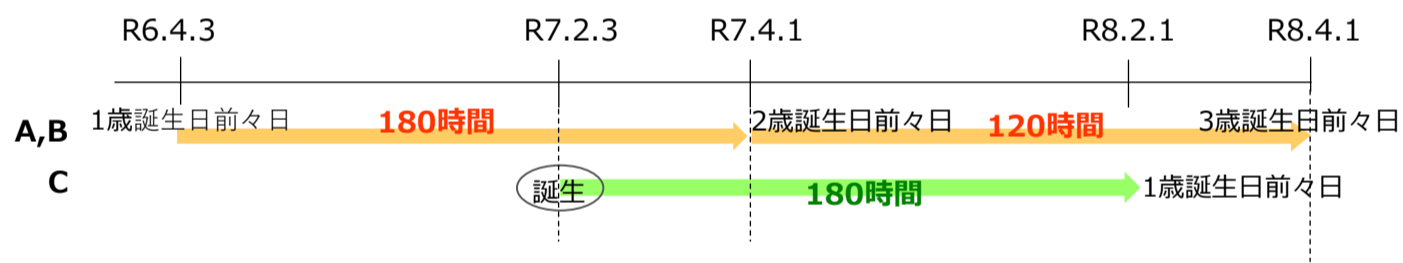 R6.4.3 R7.2.3 R7.4.1 R8.2.1 R8.4.1
A,B 1歳誕生日前々日 180時間 2歳誕生日前々日 120時間 3歳誕生日前々日
C 誕生 180時間 1歳誕生日前々日